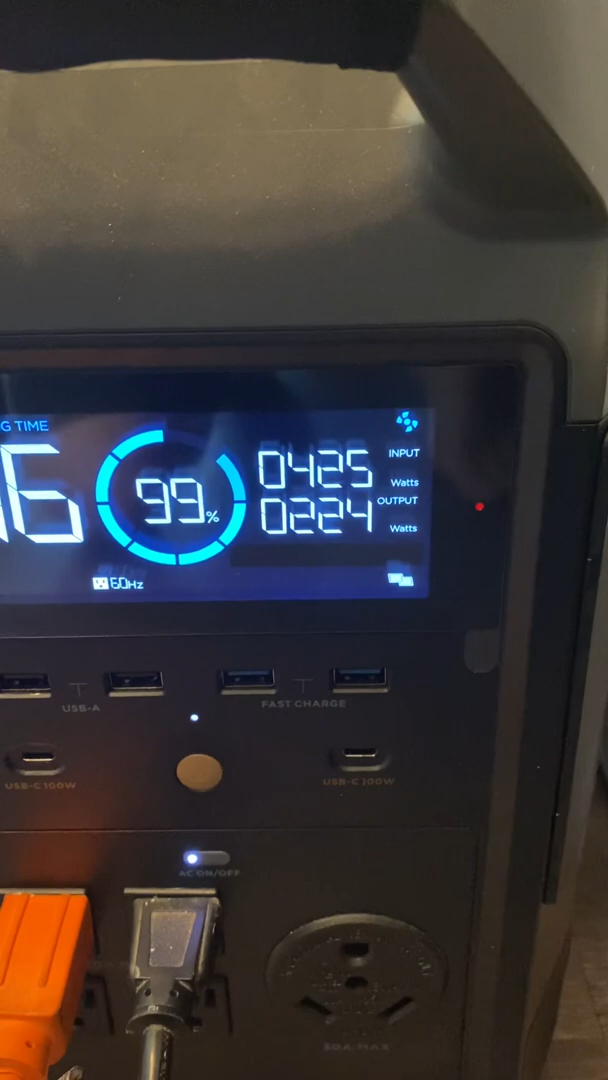 G TIME
6
99%
0425
INPUT
Watts
0224
OUTPUT
Watts
60Hz
USB-A
FAST CHARGE
USB-C 100W
USB-C 100W
AC ON/OFF
30A MAX